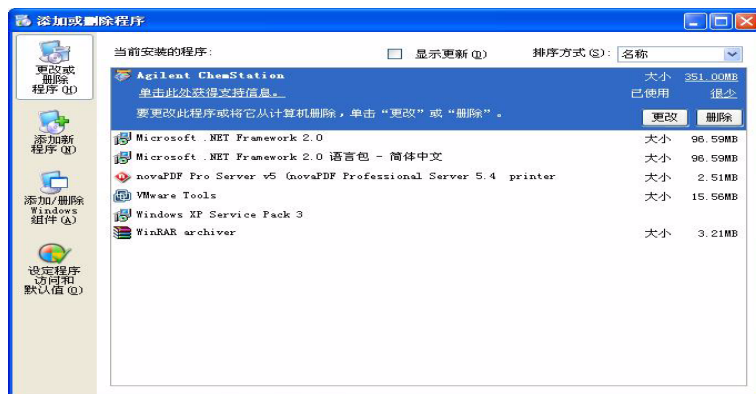 添加或删除程序
更改或
删除
程序(H)
添加新
程序(N)
添加/删除
Windows
组件(A)
设定程序
访问和
默认值(O)
当前安装的程序: 显示更新(D) 排序方式(S): 名称
Agilent ChemStation 大小 351.00MB
单击此处获得支持信息。 已使用 很少
要更改此程序或将它从计算机删除，单击“更改”或“删除”。 更改 删除
Microsoft .NET Framework 2.0 大小 96.59MB
Microsoft .NET Framework 2.0 语言包 - 简体中文 大小 96.59MB
novaPDF Pro Server v5 (novaPDF Professional Server 5.4 printer 大小 2.51MB
VMware Tools 大小 15.56MB
Windows XP Service Pack 3
WinRAR archiver 大小 3.21MB